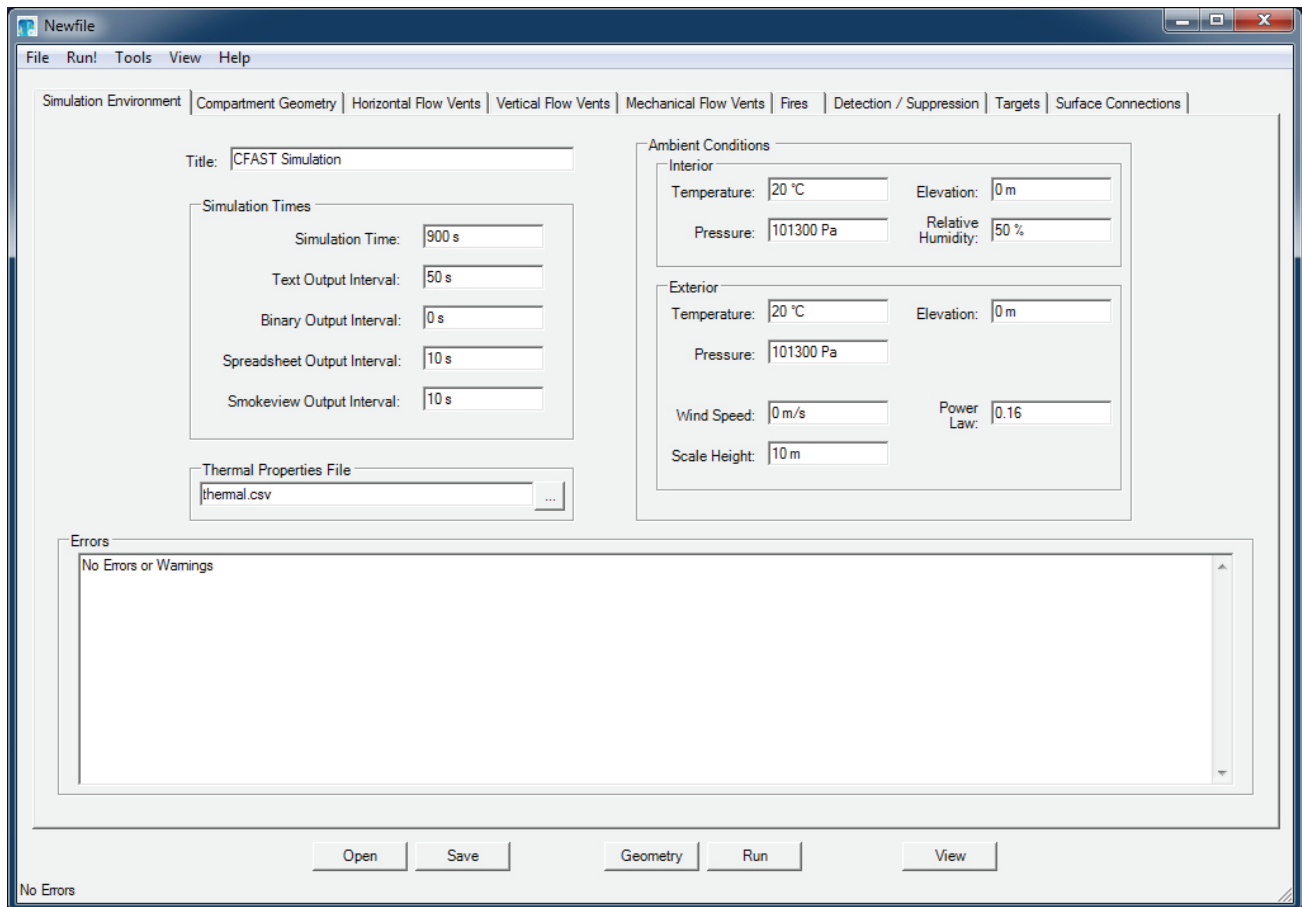 Newfile
File Run! Tools View Help
Simulation Environment Compartment Geometry Horizontal Flow Vents Vertical Flow Vents Mechanical Flow Vents Fires Detection / Suppression Targets Surface Connections
Title: CFAST Simulation
Simulation Times
Simulation Time: 900 s
Text Output Interval: 50 s
Binary Output Interval: 0 s
Spreadsheet Output Interval: 10 s
Smokeview Output Interval: 10 s
Thermal Properties File
thermal.csv ...
Ambient Conditions
Interior
Temperature: 20 °C Elevation: 0 m
Pressure: 101300 Pa Relative Humidity: 50 %
Exterior
Temperature: 20 °C Elevation: 0 m
Pressure: 101300 Pa
Wind Speed: 0 m/s Power Law: 0.16
Scale Height: 10 m
Errors
No Errors or Warnings
Open Save Geometry Run View
No Errors